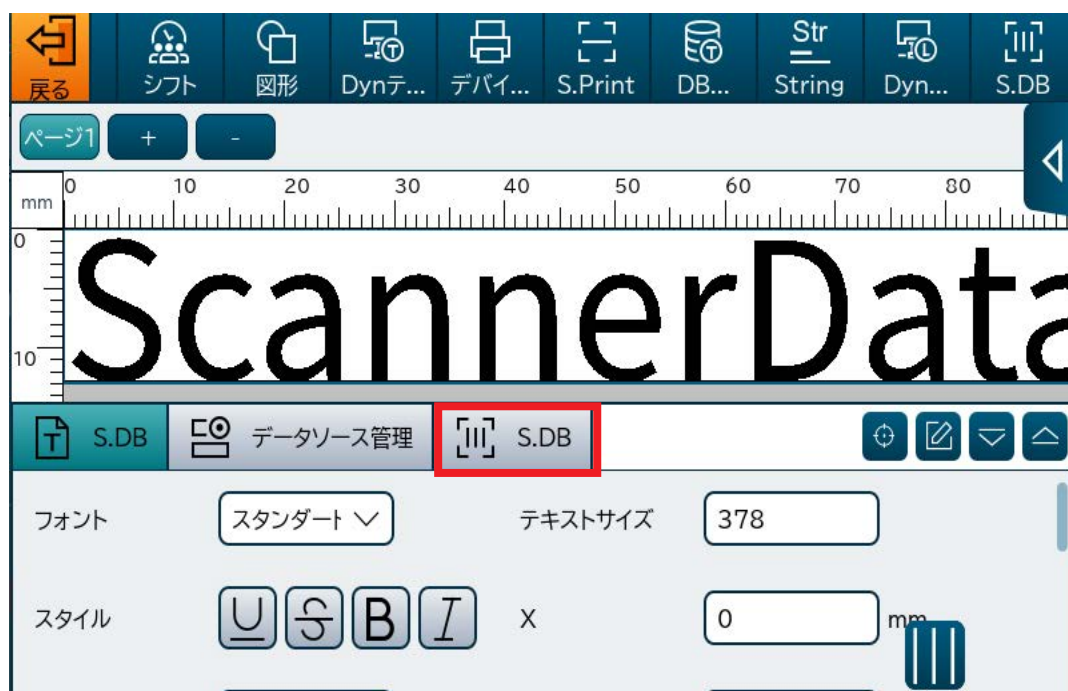 戻る シフト 図形 Dynテ... デバイ... S.Print DB... Str String Dyn... S.DB
ページ1 + -
mm 0 10 20 30 40 50 60 70 80
0
ScannerData
10
S.DB データソース管理 S.DB
フォント スタンダート テキストサイズ 378
スタイル U S B I X 0 mm